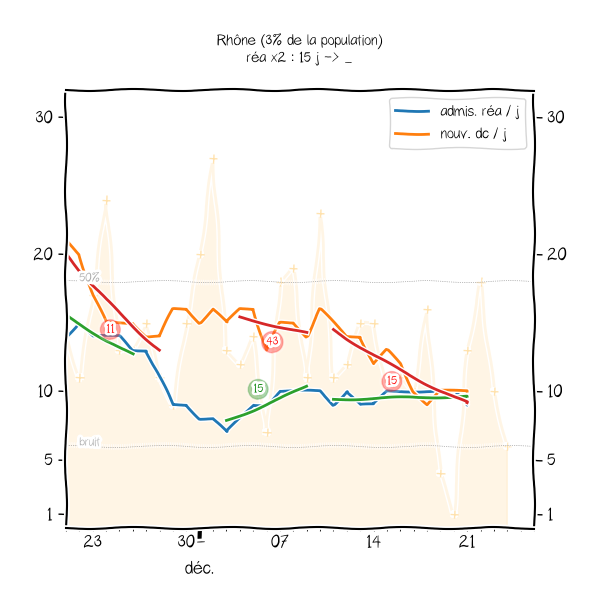 Rhône (3% de la population)
réa x2 : 15 j -> _
admis. réa / j
nouv. dc / j
30 30
20 20
50%
11
43
15
15
10 10
bruit
5 5
1 1
23 30 07 14 21
déc.